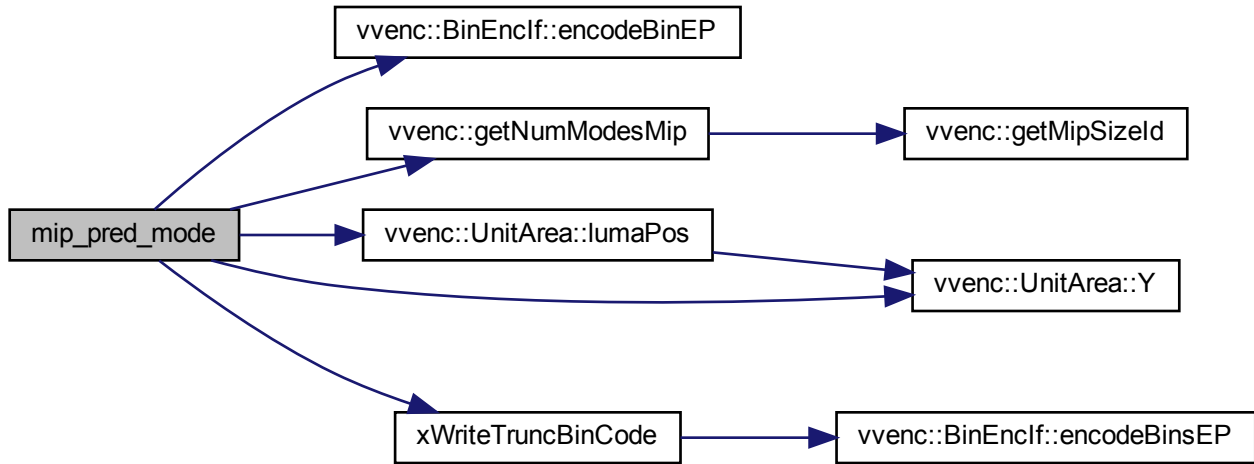 vvenc::BinEncIf::encodeBinEP
vvenc::getNumModesMip
vvenc::getMipSizeId
mip_pred_mode
vvenc::UnitArea::lumaPos
vvenc::UnitArea::Y
xWriteTruncBinCode
vvenc::BinEncIf::encodeBinsEP